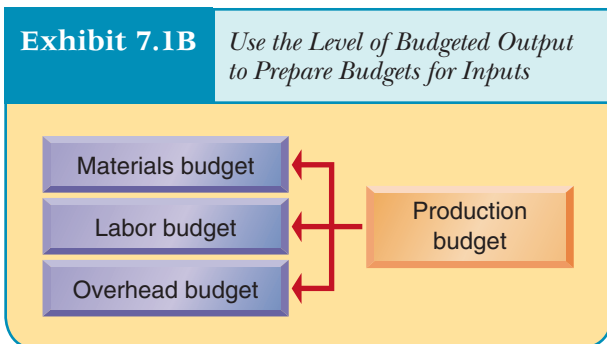 Exhibit 7.1B
Use the Level of Budgeted Output
to Prepare Budgets for Inputs
Materials budget
Labor budget
Overhead budget
Production
budget